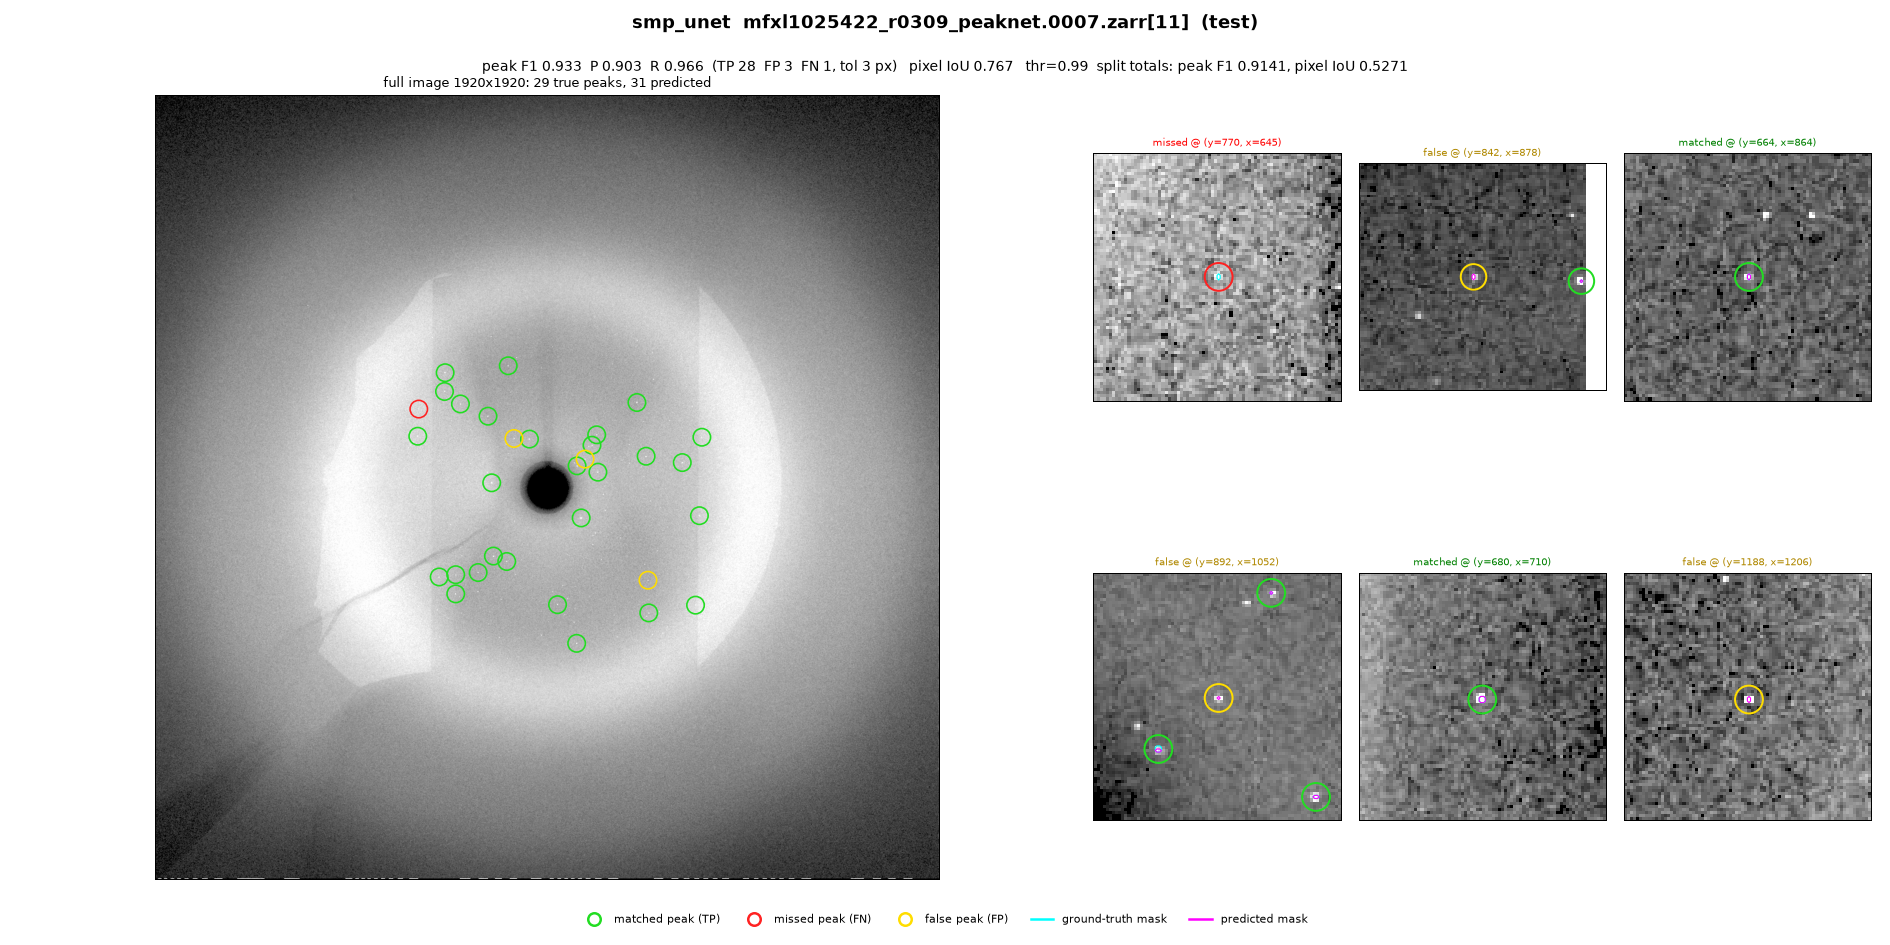 smp_unet  mfxl1025422_r0309_peaknet.0007.zarr[11]  (test)
peak F1 0.933  P 0.903  R 0.966  (TP 28  FP 3  FN 1, tol 3 px)   pixel IoU 0.767   thr=0.99  split totals: peak F1 0.9141, pixel IoU 0.5271
full image 1920x1920: 29 true peaks, 31 predicted
missed @ (y=770, x=645)
false @ (y=842, x=878)
matched @ (y=664, x=864)
false @ (y=892, x=1052)
matched @ (y=680, x=710)
false @ (y=1188, x=1206)
matched peak (TP)
missed peak (FN)
false peak (FP)
ground-truth mask
predicted mask